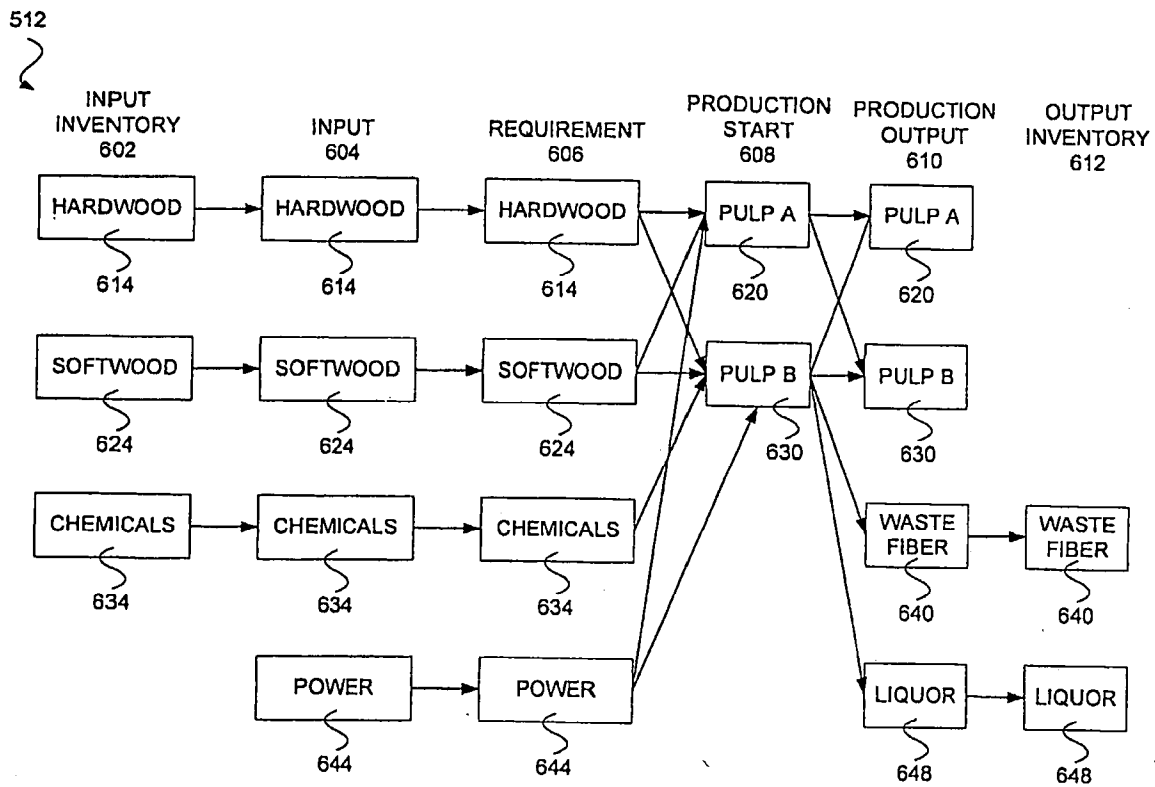 512
INPUT
INVENTORY
602
INPUT
604
REQUIREMENT
606
PRODUCTION
START
608
PRODUCTION
OUTPUT
610
OUTPUT
INVENTORY
612
HARDWOOD
HARDWOOD
HARDWOOD
PULP A
PULP A
614
614
614
620
620
SOFTWOOD
SOFTWOOD
SOFTWOOD
PULP B
PULP B
624
624
624
630
630
CHEMICALS
CHEMICALS
CHEMICALS
WASTE
FIBER
WASTE
FIBER
634
634
634
640
640
POWER
POWER
LIQUOR
LIQUOR
644
644
648
648